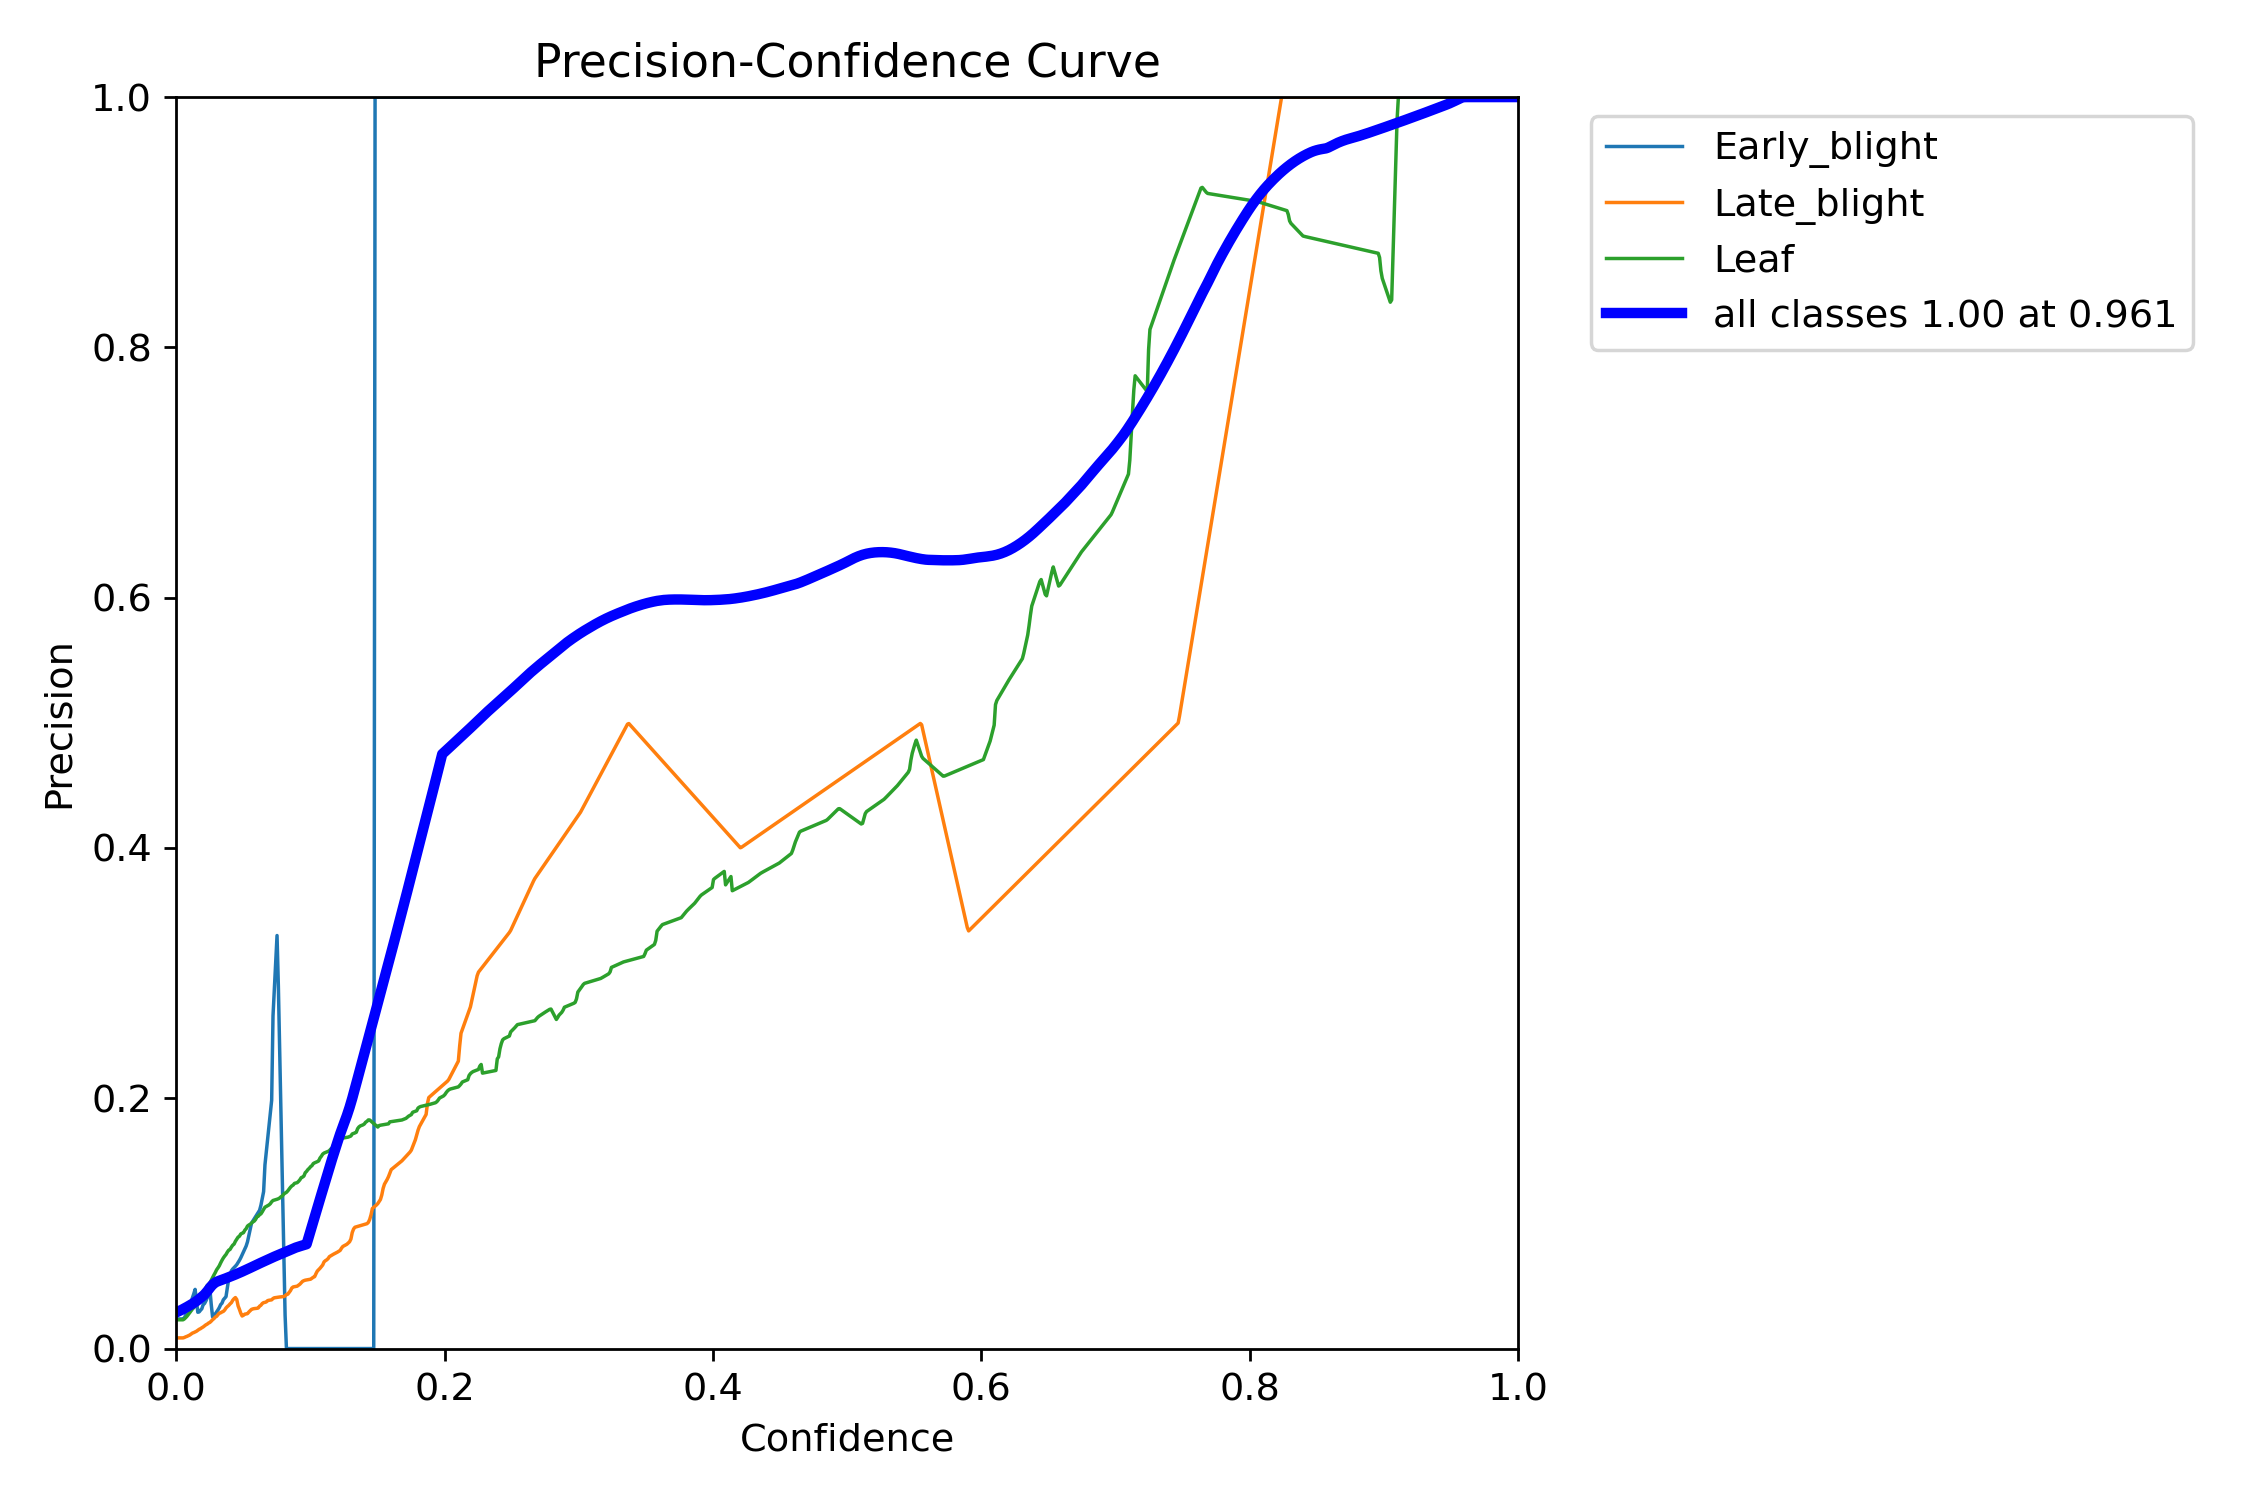 Precision-Confidence Curve
1.0
0.8
0.6
0.4
0.2
0.0
Precision
0.0 0.2 0.4 0.6 0.8 1.0
Confidence
Early_blight
Late_blight
Leaf
all classes 1.00 at 0.961